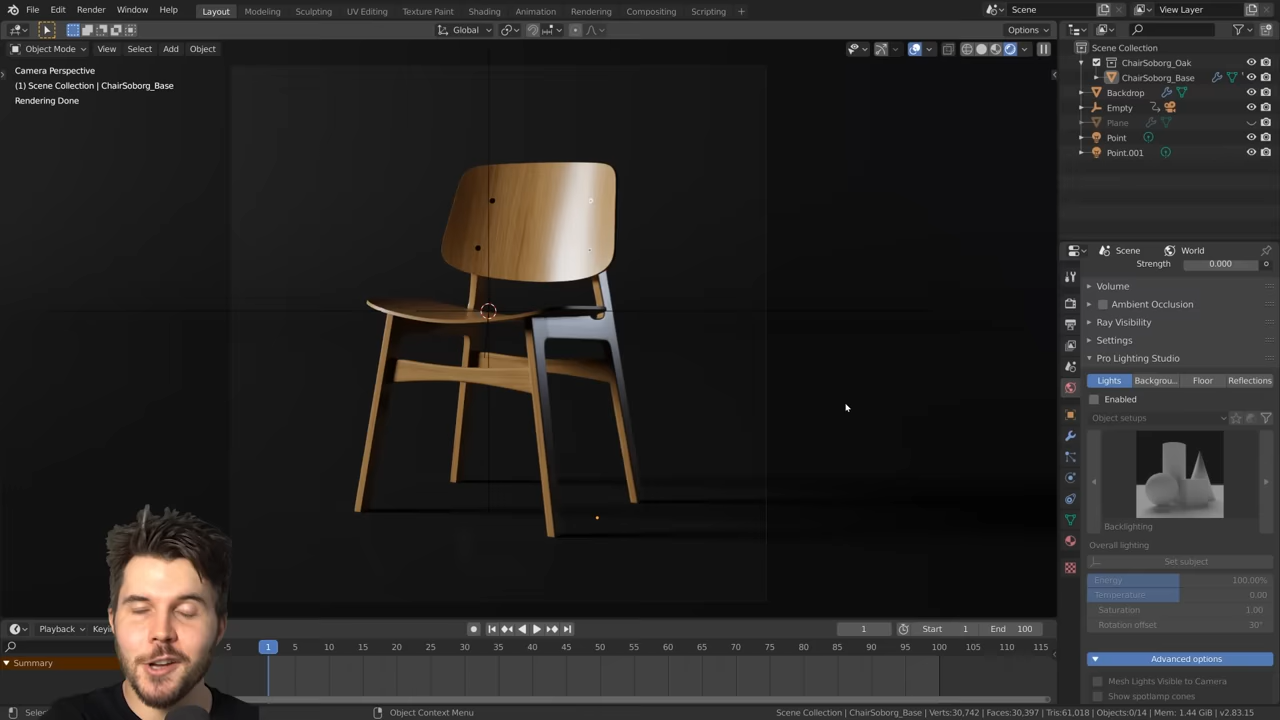 File Edit Render Window Help
Layout Modeling Sculpting UV Editing Texture Paint Shading Animation Rendering Compositing Scripting +
Scene
View Layer
Global
Options
Object Mode View Select Add Object
Camera Perspective
(1) Scene Collection | ChairSoborg_Base
Rendering Done
Scene Collection
ChairSoborg_Oak
ChairSoborg_Base
Backdrop
Empty
Plane
Point
Point.001
Scene World
Strength 0.000
Volume
Ambient Occlusion
Ray Visibility
Settings
Pro Lighting Studio
Lights Backgrou... Floor Reflections
Enabled
Object setups
Backlighting
Overall lighting
Set subject
Energy 100.00%
Temperature 0.00
Saturation 1.00
Rotation offset 30°
Advanced options
Mesh Lights Visible to Camera
Show spotlamp cones
Playback Keyi
1 Start 1 End 100
-5 1 5 10 15 20 25 30 35 40 45 50 55 60 65 70 75 80 85 90 95 100 105 110 115
Summary
Selec
Object Context Menu
Scene Collection | ChairSoborg_Base | Verts:30,742 | Faces:30,397 | Tris:61,018 | Objects:0/14 | Mem: 1.44 GiB | v2.83.15